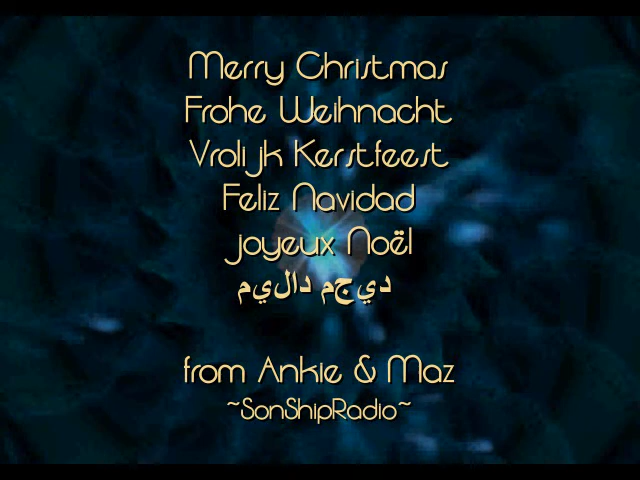 Merry Christmas
Frohe Weihnacht
Vrolijk Kerstfeest
Feliz Navidad
joyeux Noël
ميلاد مجيد
from Ankie & Maz
~SonShipRadio~